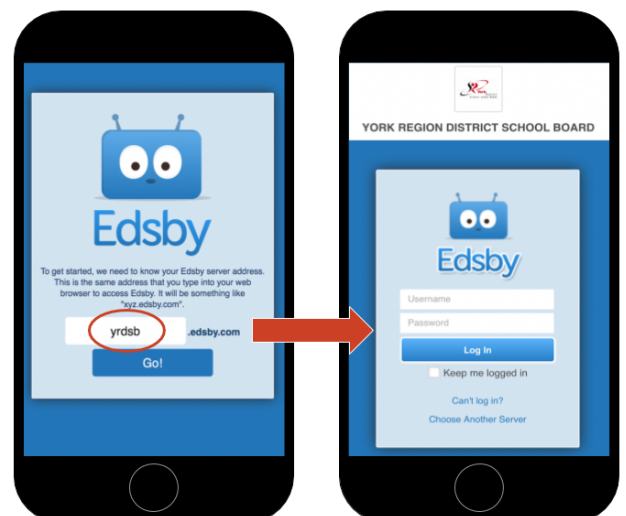 Edsby
To get started, we need to know your Edsby server address.
This is the same address that you type into your web
browser to access Edsby. It will be something like
"xyz.edsby.com".
yrdsb .edsby.com
Go!
YORK REGION DISTRICT SCHOOL BOARD
Edsby
Username
Password
Log In
Keep me logged in
Can't log in?
Choose Another Server